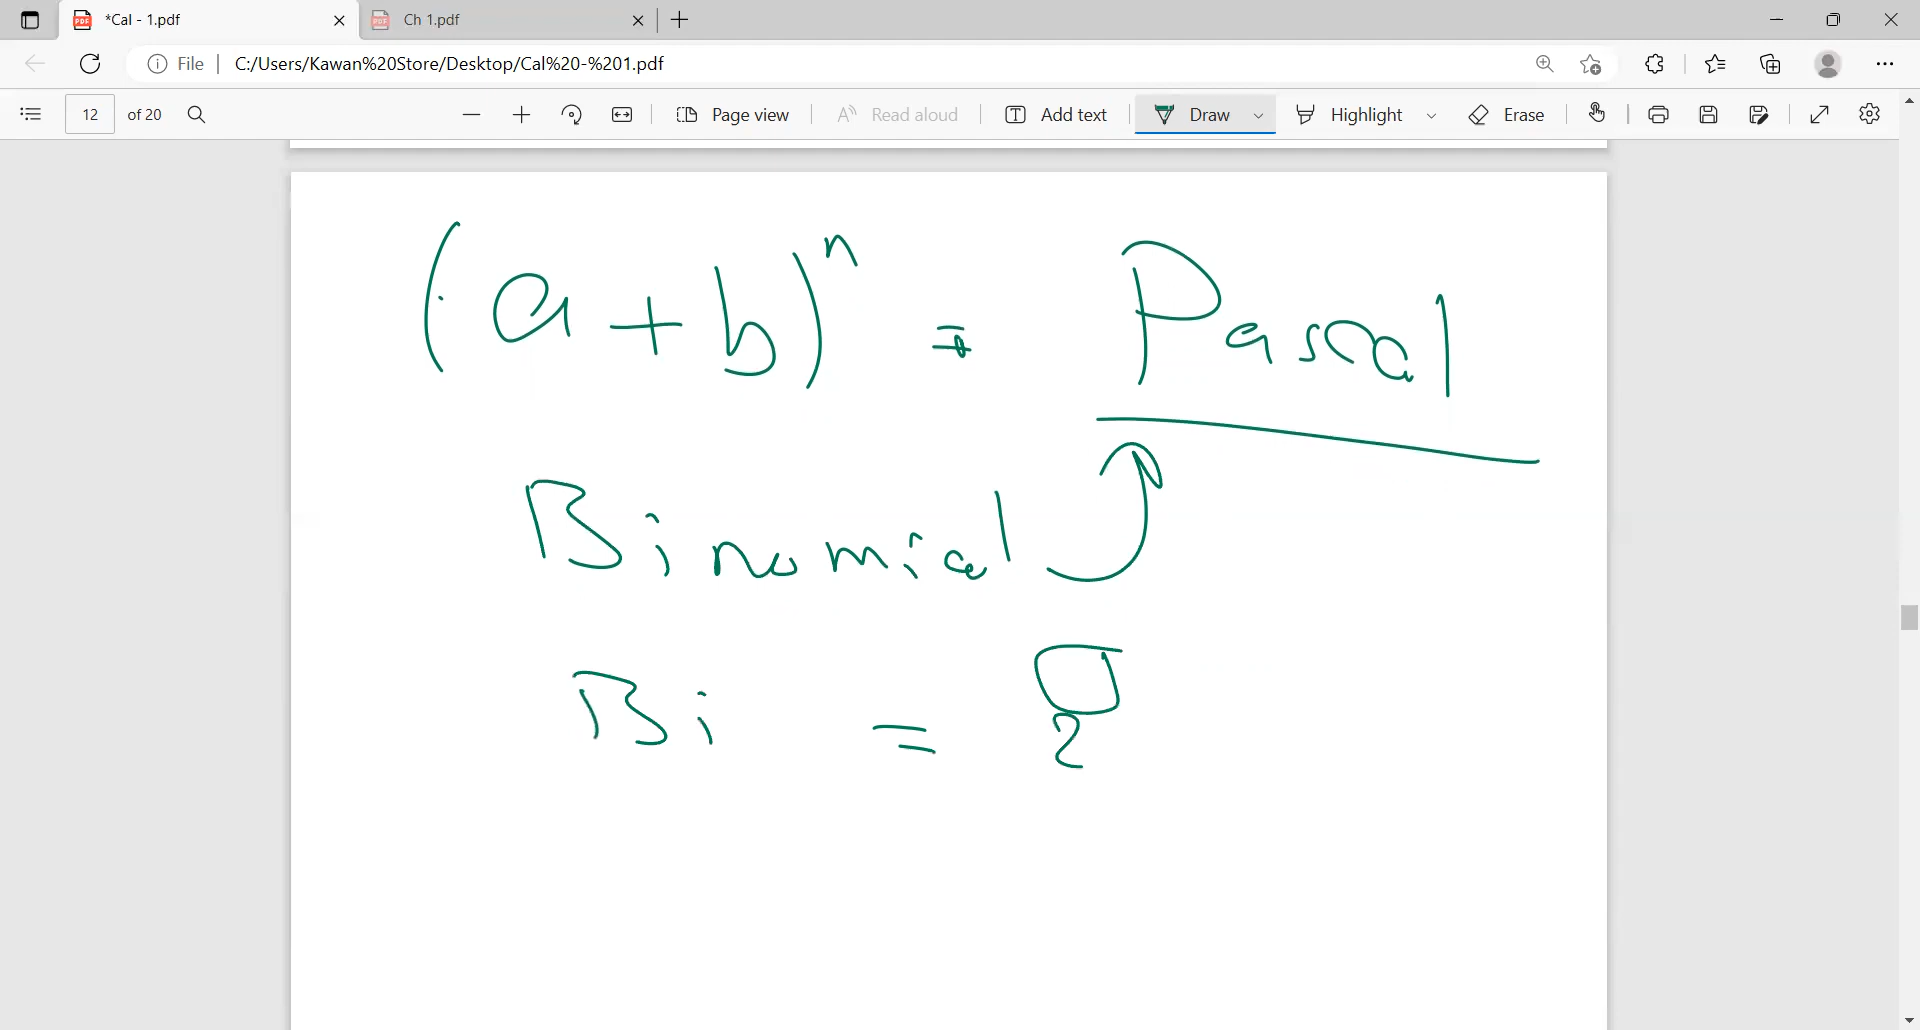 *Cal - 1.pdf
Ch 1.pdf
File
C:/Users/Kawan%20Store/Desktop/Cal%20-%201.pdf
12 of 20
Page view
Read aloud
Add text
Draw
Highlight
Erase
(a+b)ⁿ = Pascal
Binomial
Bi = 2